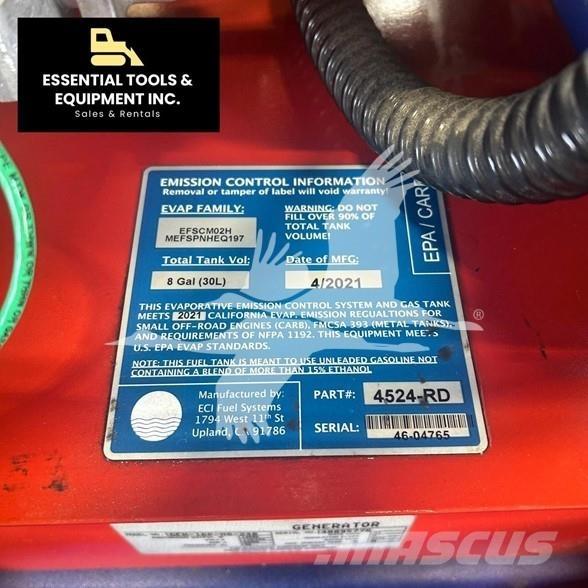 ESSENTIAL TOOLS &
EQUIPMENT INC.
Sales & Rentals
EMISSION CONTROL INFORMATION
Removal or tamper of label will void warranty!
EVAP FAMILY:
EFSCM02H
MEFSPNHEQ197
WARNING: DO NOT
FILL OVER 90% OF
TOTAL TANK
VOLUME!
EPA / CARB
Total Tank Vol:
8 Gal (30L)
Date of MFG:
4/2021
THIS EVAPORATIVE EMISSION CONTROL SYSTEM AND GAS TANK
MEETS 2021 CALIFORNIA EVAP. EMISSION REGUALTIONS FOR
SMALL OFF-ROAD ENGINES (CARB), FMCSA 393 (METAL TANKS),
AND REQUIREMENTS OF NFPA 1192. THIS EQUIPMENT MEETS
U.S. EPA EVAP STANDARDS.
NOTE: THIS FUEL TANK IS MEANT TO USE UNLEADED GASOLINE NOT
CONTAINING A BLEND OF MORE THAN 15% ETHANOL
Manufactured by:
ECI Fuel Systems
1794 West 11th St
Upland, CA 91786
PART#:
4524-RD
SERIAL:
46-04765
GENERATOR
MASCUS